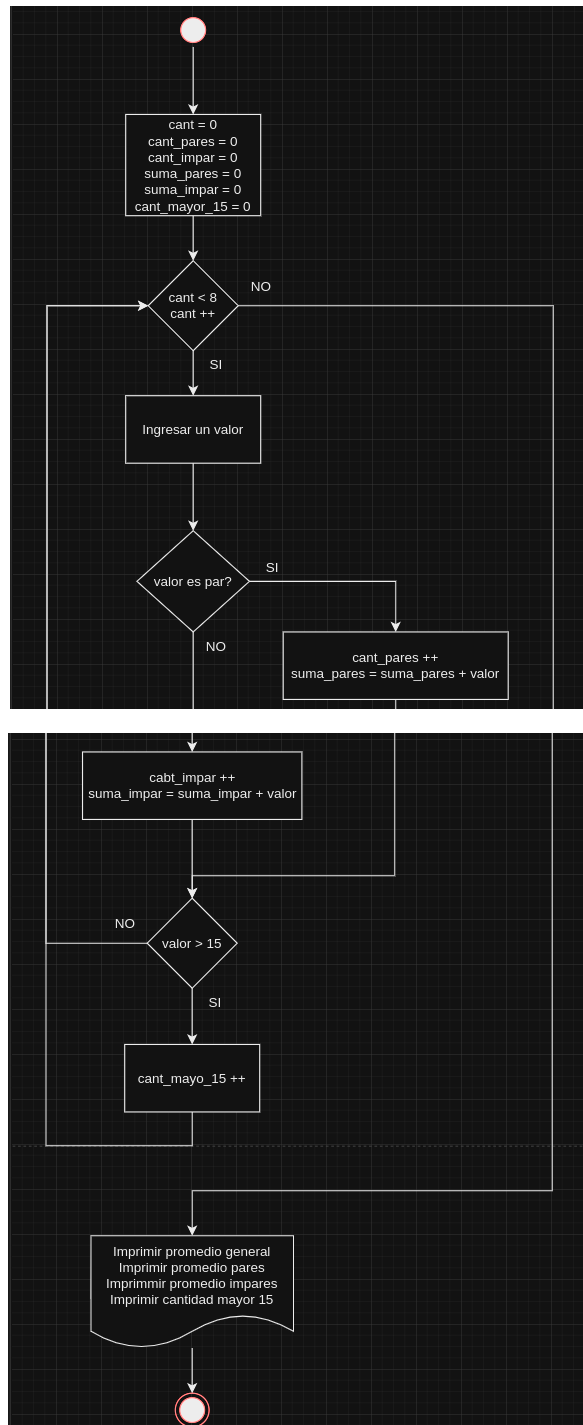 cant = 0
cant_pares = 0
cant_impar = 0
suma_pares = 0
suma_impar = 0
cant_mayor_15 = 0
cant < 8
cant ++
NO
SI
Ingresar un valor
valor es par?
SI
NO
cant_pares ++
suma_pares = suma_pares + valor
cabt_impar ++
suma_impar = suma_impar + valor
NO
valor > 15
SI
cant_mayo_15 ++
Imprimir promedio general
Imprimir promedio pares
Imprimmir promedio impares
Imprimir cantidad mayor 15